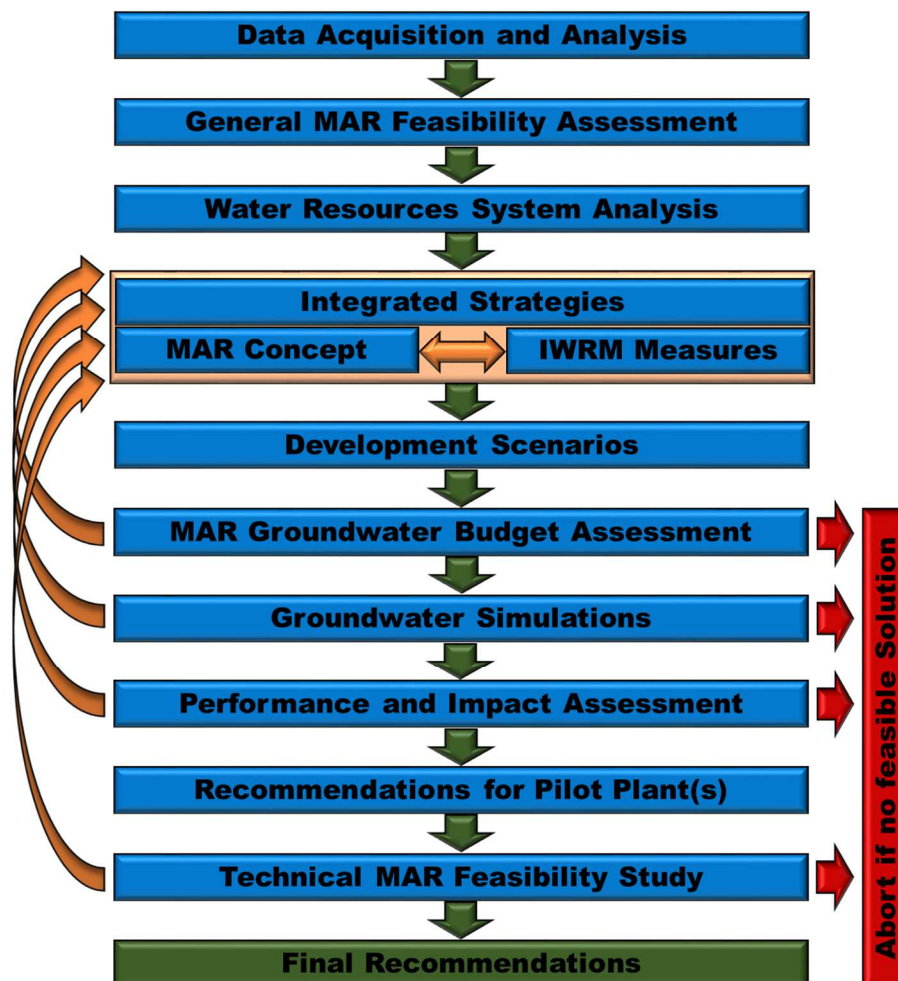 Data Acquisition and Analysis
General MAR Feasibility Assessment
Water Resources System Analysis
Integrated Strategies
MAR Concept
IWRM Measures
Development Scenarios
MAR Groundwater Budget Assessment
Groundwater Simulations
Performance and Impact Assessment
Recommendations for Pilot Plant(s)
Technical MAR Feasibility Study
Final Recommendations
Abort if no feasible Solution